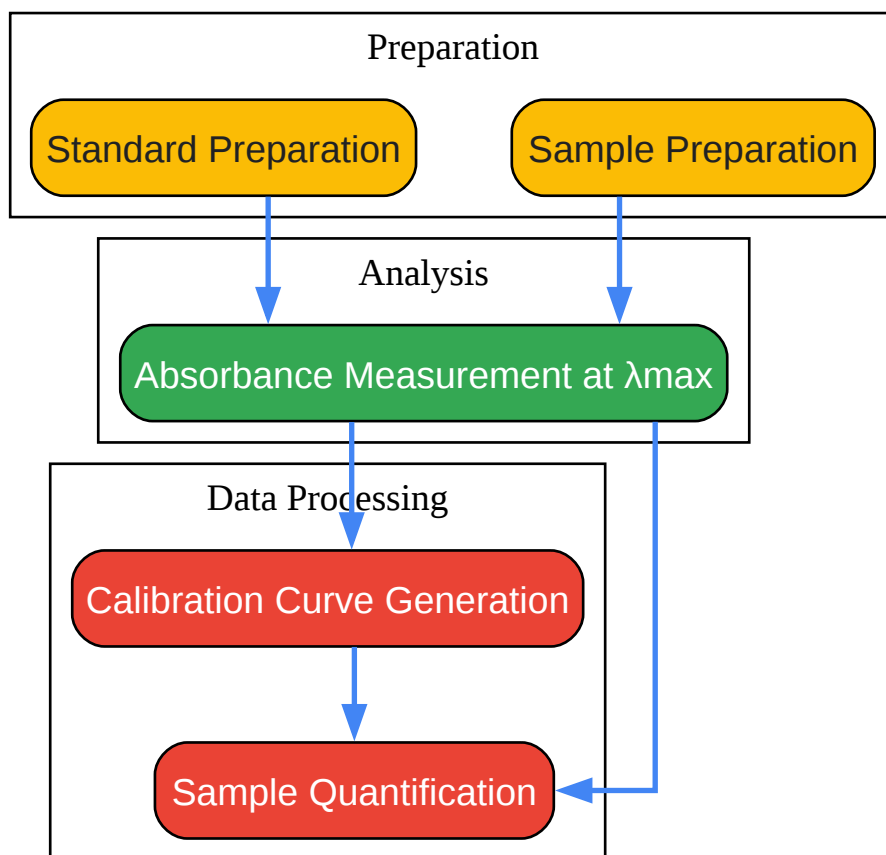 Preparation
Standard Preparation
Sample Preparation
Analysis
Absorbance Measurement at λmax
Data Processing
Calibration Curve Generation
Sample Quantification